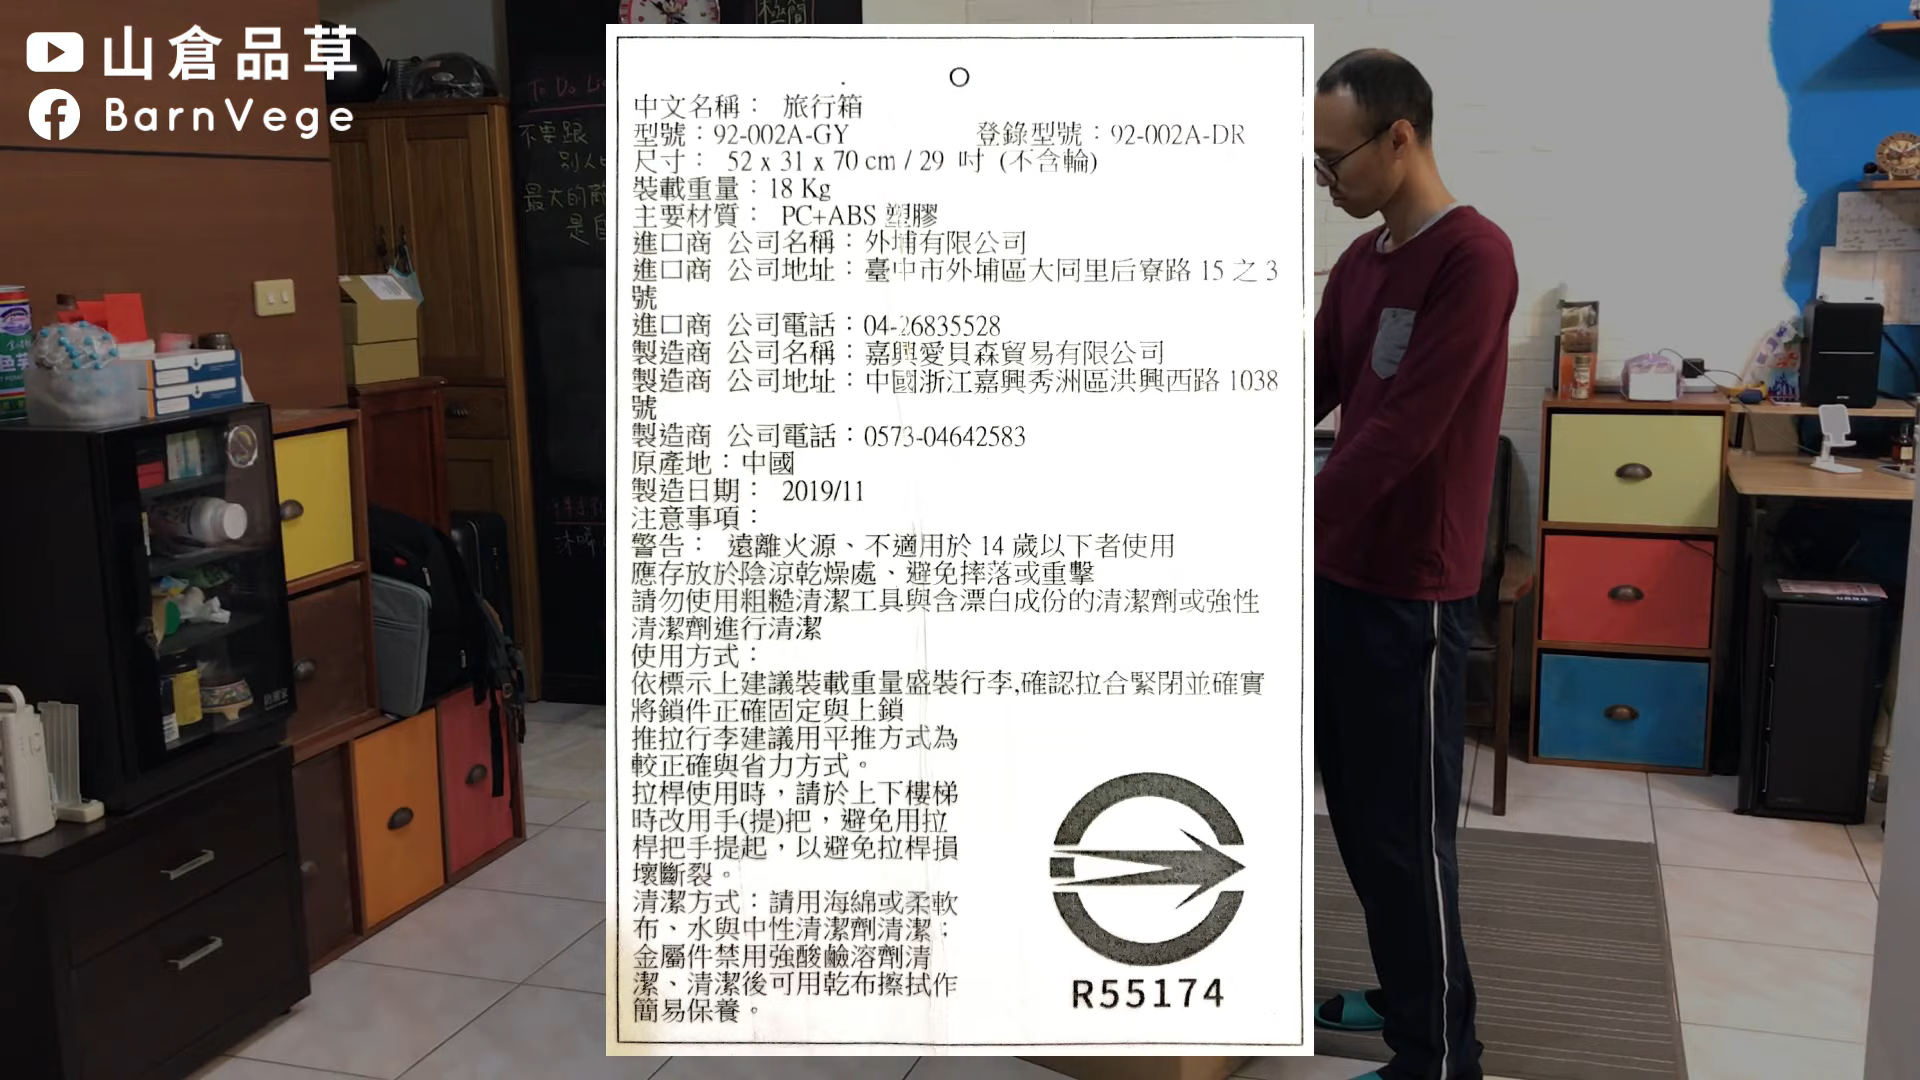 山倉品草
BarnVege
中文名稱： 旅行箱
型號：92-002A-GY 登錄型號：92-002A-DR
尺寸： 52 x 31 x 70 cm / 29 吋 (不含輪)
裝載重量：18 Kg
主要材質： PC+ABS 塑膠
進口商 公司名稱：外埔有限公司
進口商 公司地址：臺中市外埔區大同里后寮路 15 之 3
號
進口商 公司電話：04-26835528
製造商 公司名稱：嘉興愛貝森貿易有限公司
製造商 公司地址：中國浙江嘉興秀洲區洪興西路 1038
號
製造商 公司電話：0573-04642583
原產地：中國
製造日期： 2019/11
注意事項：
警告： 遠離火源、不適用於 14 歲以下者使用
應存放於陰涼乾燥處、避免摔落或重擊
請勿使用粗糙清潔工具與含漂白成份的清潔劑或強性
清潔劑進行清潔
使用方式：
依標示上建議裝載重量盛裝行李,確認拉合緊閉並確實
將鎖件正確固定與上鎖
推拉行李建議用平推方式為
較正確與省力方式。
拉桿使用時，請於上下樓梯
時改用手(提)把，避免用拉
桿把手提起，以避免拉桿損
壞斷裂。
清潔方式：請用海綿或柔軟
布、水與中性清潔劑清潔；
金屬件禁用強酸鹼溶劑清
潔、清潔後可用乾布擦拭作
簡易保養。
R55174
極簡
To Do Li
不要跟
別人
最大的敵
是自